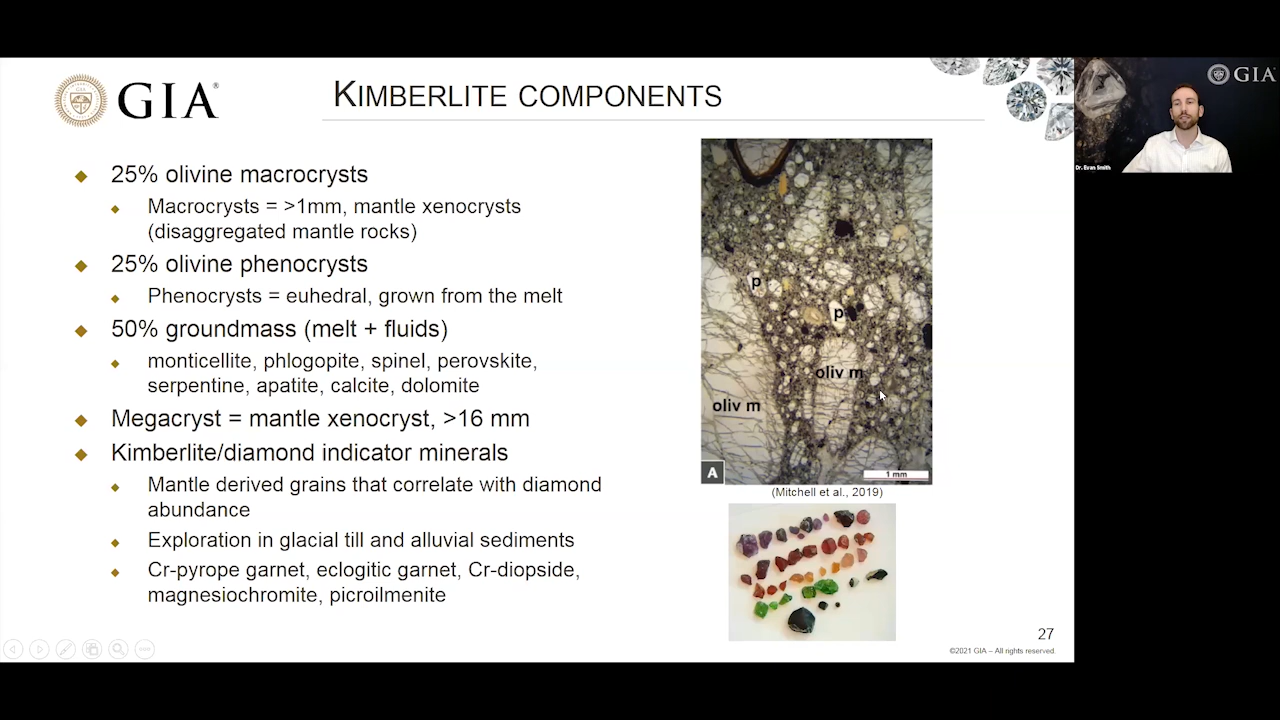 GIA®
KIMBERLITE COMPONENTS
25% olivine macrocrysts
Macrocrysts = >1mm, mantle xenocrysts
(disaggregated mantle rocks)
25% olivine phenocrysts
Phenocrysts = euhedral, grown from the melt
50% groundmass (melt + fluids)
monticellite, phlogopite, spinel, perovskite,
serpentine, apatite, calcite, dolomite
Megacryst = mantle xenocryst, >16 mm
Kimberlite/diamond indicator minerals
Mantle derived grains that correlate with diamond
abundance
Exploration in glacial till and alluvial sediments
Cr-pyrope garnet, eclogitic garnet, Cr-diopside,
magnesiochromite, picroilmenite
p
p
oliv m
oliv m
A
1 mm
(Mitchell et al., 2019)
27
©2021 GIA – All rights reserved.
GIA
Dr. Evan Smith